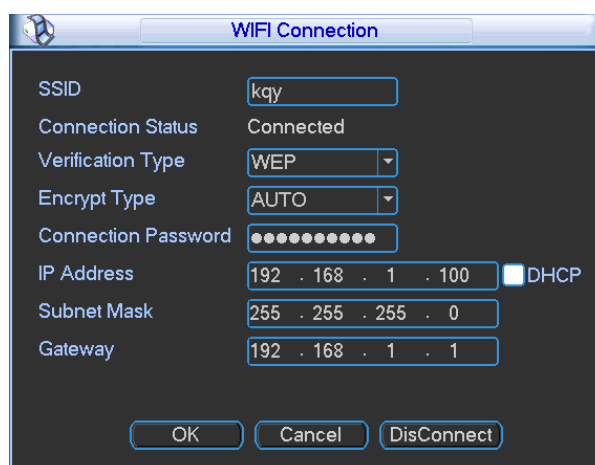 WIFI Connection
SSID kqy
Connection Status Connected
Verification Type WEP
Encrypt Type AUTO
Connection Password ●●●●●●●●●●
IP Address 192 . 168 . 1 . 100 DHCP
Subnet Mask 255 . 255 . 255 . 0
Gateway 192 . 168 . 1 . 1
OK Cancel DisConnect